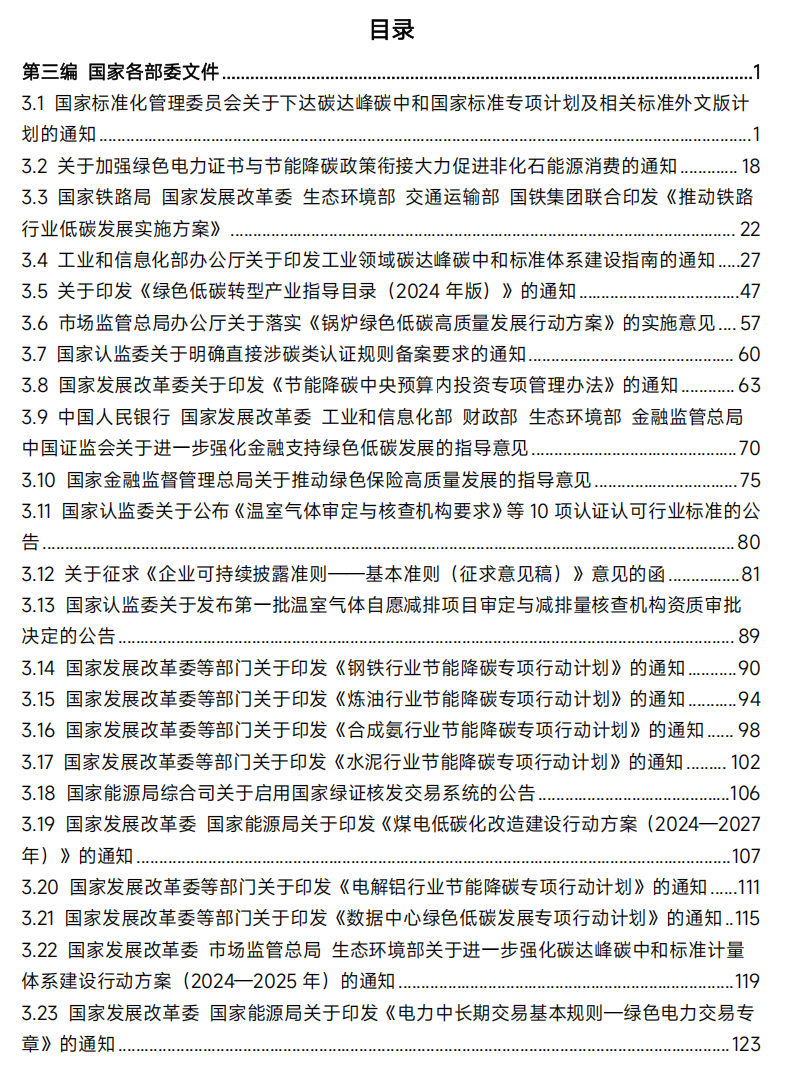 目录
第三编 国家各部委文件........................................1
3.1 国家标准化管理委员会关于下达碳达峰碳中和国家标准专项计划及相关标准外文版计
划的通知........................................1
3.2 关于加强绿色电力证书与节能降碳政策衔接大力促进非化石能源消费的通知............. 18
3.3 国家铁路局 国家发展改革委 生态环境部 交通运输部 国铁集团联合印发《推动铁路
行业低碳发展实施方案》........................................ 22
3.4 工业和信息化部办公厅关于印发工业领域碳达峰碳中和标准体系建设指南的通知.....27
3.5 关于印发《绿色低碳转型产业指导目录（2024 年版）》的通知...................................47
3.6 市场监管总局办公厅关于落实《锅炉绿色低碳高质量发展行动方案》的实施意见.... 57
3.7 国家认监委关于明确直接涉碳类认证规则备案要求的通知........................................ 60
3.8 国家发展改革委关于印发《节能降碳中央预算内投资专项管理办法》的通知............ 63
3.9 中国人民银行 国家发展改革委 工业和信息化部 财政部 生态环境部 金融监管总局
中国证监会关于进一步强化金融支持绿色低碳发展的指导意见........................................ 70
3.10 国家金融监督管理总局关于推动绿色保险高质量发展的指导意见............................... 75
3.11 国家认监委关于公布《温室气体审定与核查机构要求》等 10 项认证认可行业标准的公
告........................................ 80
3.12 关于征求《企业可持续披露准则——基本准则（征求意见稿）》意见的函................81
3.13 国家认监委关于发布第一批温室气体自愿减排项目审定与减排量核查机构资质审批
决定的公告........................................ 89
3.14 国家发展改革委等部门关于印发《钢铁行业节能降碳专项行动计划》的通知...........90
3.15 国家发展改革委等部门关于印发《炼油行业节能降碳专项行动计划》的通知...........94
3.16 国家发展改革委等部门关于印发《合成氨行业节能降碳专项行动计划》的通知...... 98
3.17 国家发展改革委等部门关于印发《水泥行业节能降碳专项行动计划》的通知......... 102
3.18 国家能源局综合司关于启用国家绿证核发交易系统的公告........................................106
3.19 国家发展改革委 国家能源局关于印发《煤电低碳化改造建设行动方案（2024—2027
年）》的通知........................................107
3.20 国家发展改革委等部门关于印发《电解铝行业节能降碳专项行动计划》的通知......111
3.21 国家发展改革委等部门关于印发《数据中心绿色低碳发展专项行动计划》的通知..115
3.22 国家发展改革委 市场监管总局 生态环境部关于进一步强化碳达峰碳中和标准计量
体系建设行动方案（2024—2025 年）的通知........................................119
3.23 国家发展改革委 国家能源局关于印发《电力中长期交易基本规则—绿色电力交易专
章》的通知........................................ 123